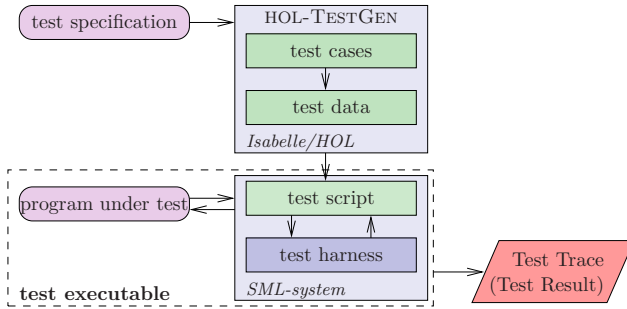 test specification
HOL-TESTGEN
test cases
test data
Isabelle/HOL
program under test
test script
test harness
test executable
SML-system
Test Trace
(Test Result)